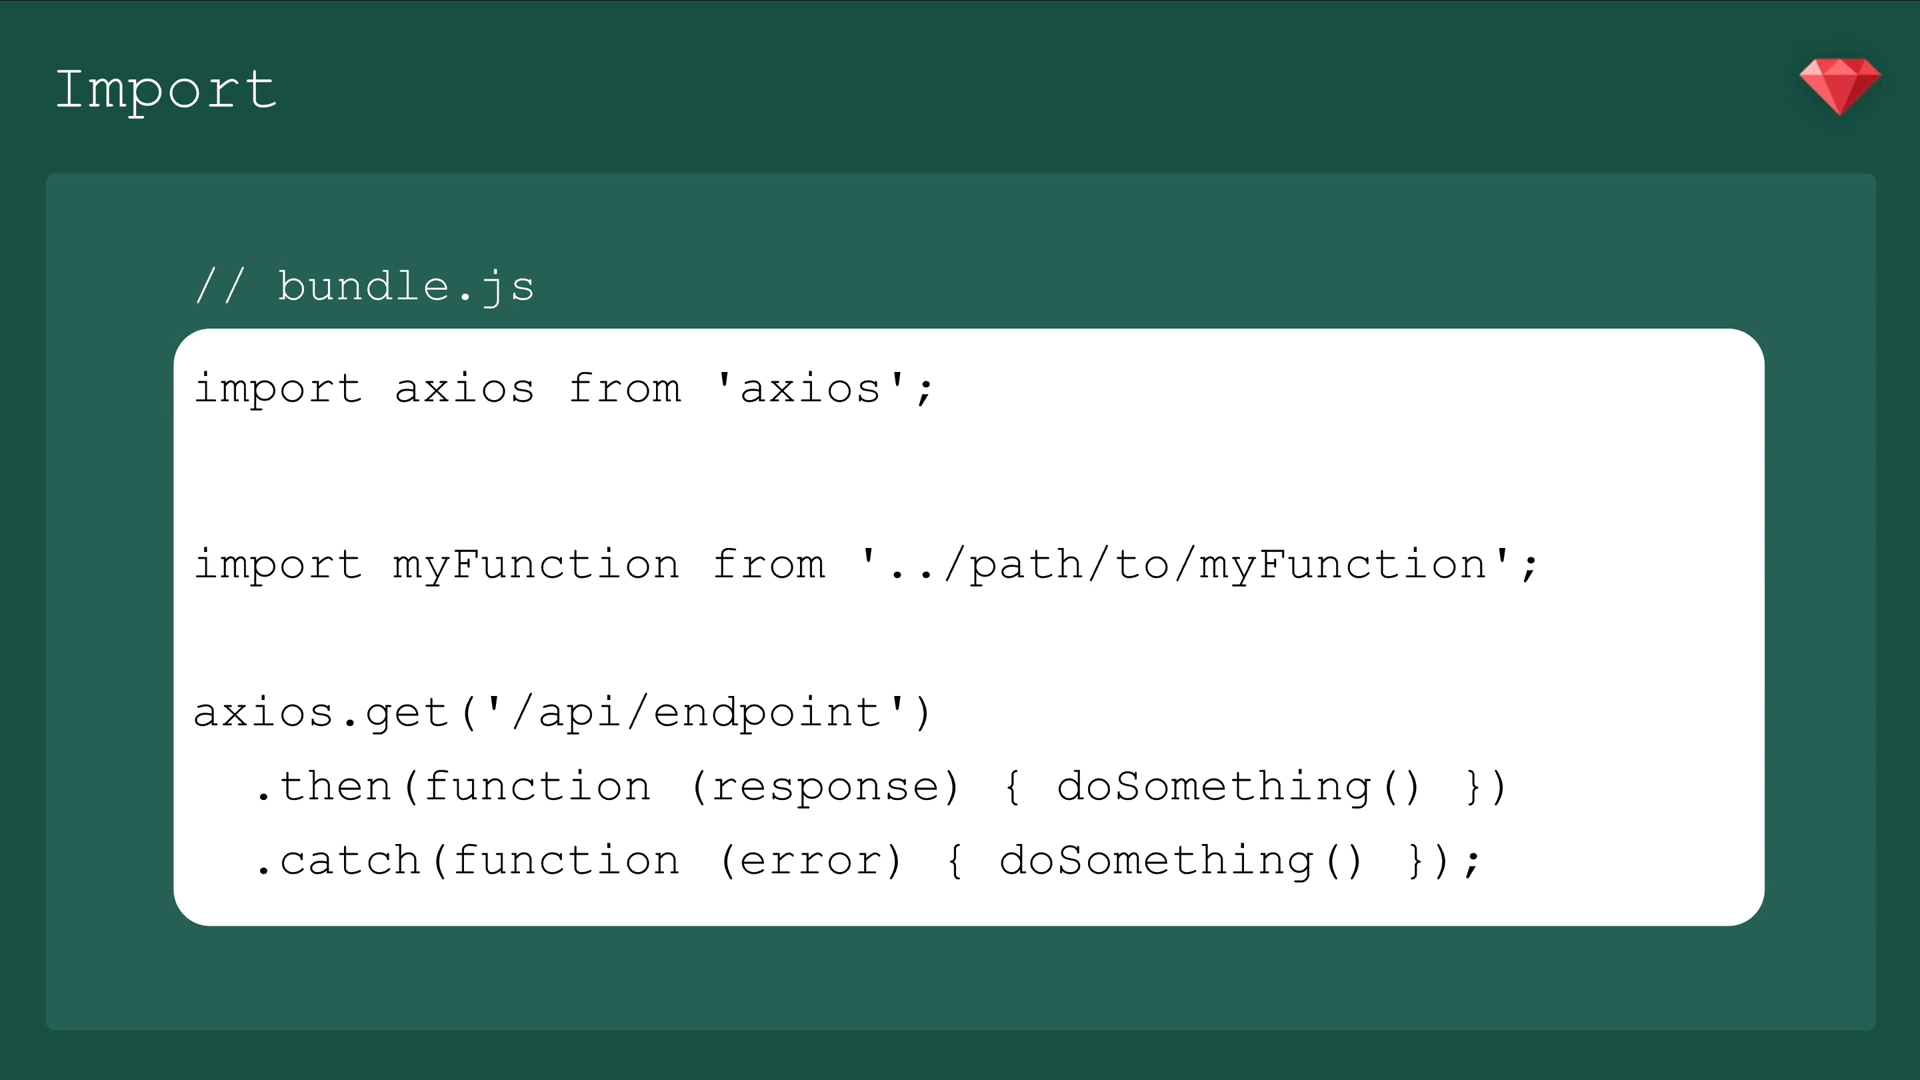 Import
// bundle.js
import axios from 'axios';
import myFunction from '../path/to/myFunction';
axios.get('/api/endpoint')
  .then(function (response) { doSomething() })
  .catch(function (error) { doSomething() });